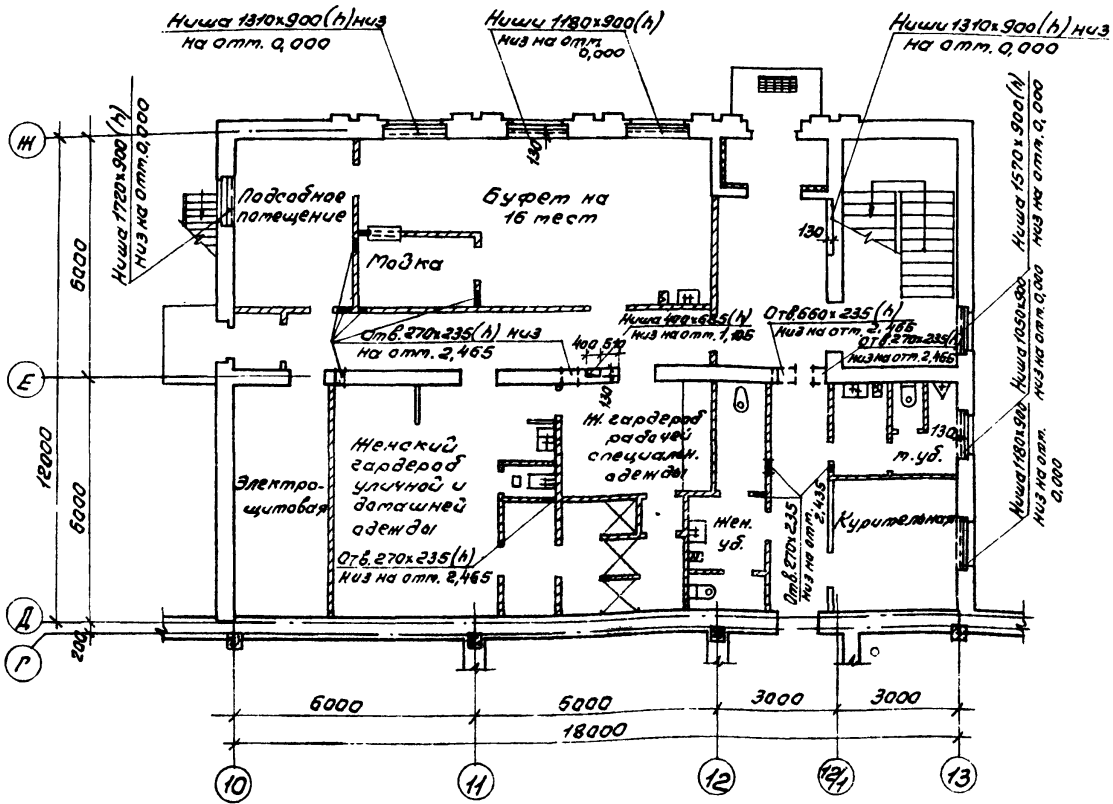 Ниша 1310х900(h) низ
на отм. 0,000
Ниши 1180х900(h)
низ на отм.
0,000
Ниши 1310х900(h) низ
на отм. 0,000
Ниша 1720х900(h)
низ на отм. 0,000
Ниша 1570х900(h)
низ на отм. 0,000
Ж
Подсобное
помещение
Буфет на
16 мест
130
130
Мойка
6000
Отв. 270х235(h) низ
на отм. 2,465
Ниша 400х685(h)
низ на отм. 1,105
400 510
130
Отв. 660х235(h)
низ на отм. 2.465
Отв. 270х235(h)
низ на отм. 2,465
Ниша 1050х900
низ на отм. 0,000
Е
12000
6000
Электро-
щитовая
Женский
гардероб
уличной и
домашней
одежды
Ж. гардероб
рабочей
специальн.
одежды
130
м.уб.
Ниша 1180х900
низ на отм.
0,000
Жен.
уб.
Отв. 270х235
низ на отм.
2.435
Курительная
Отв. 270х235(h)
низ на отм. 2,465
Д
200
Г
6000
6000
3000
3000
18000
10
11
12
12/1
13